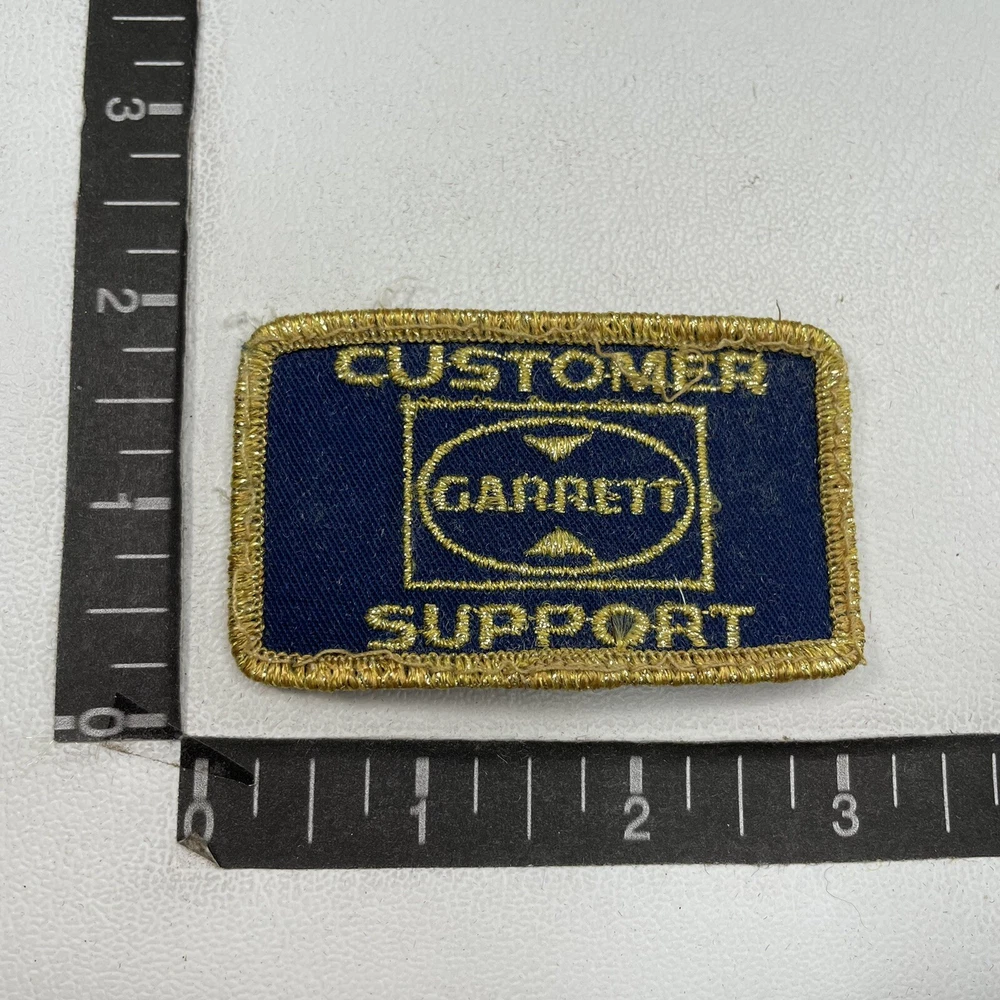 3
2
1
0
CUSTOMER
GARRETT
SUPPORT
0 1 2 3